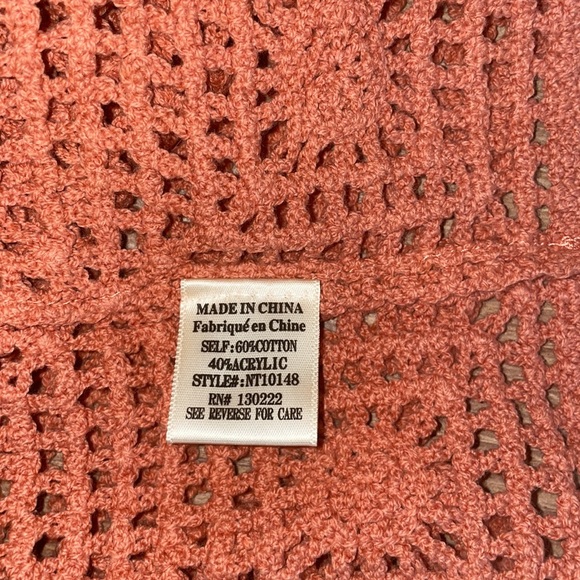 MADE IN CHINA
Fabriqué en Chine
SELF:60%COTTON
40%ACRYLIC
STYLE#:NT10148
RN# 130222
SEE REVERSE FOR CARE